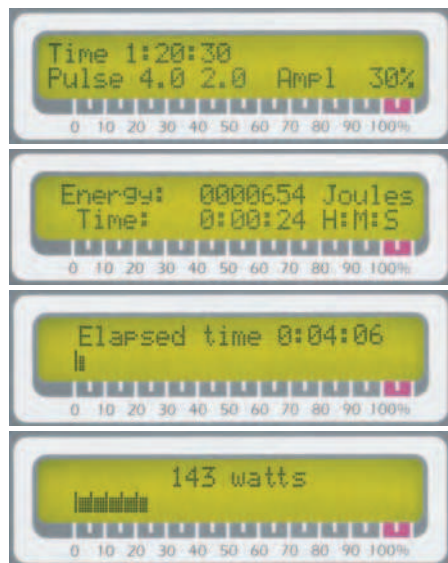 Time 1:20:30
Pulse 4.0 2.0 Ampl 30%
0 10 20 30 40 50 60 70 80 90 100%
Energy: 0000654 Joules
Time: 0:00:24 H:M:S
0 10 20 30 40 50 60 70 80 90 100%
Elapsed time 0:04:06
0 10 20 30 40 50 60 70 80 90 100%
143 watts
0 10 20 30 40 50 60 70 80 90 100%